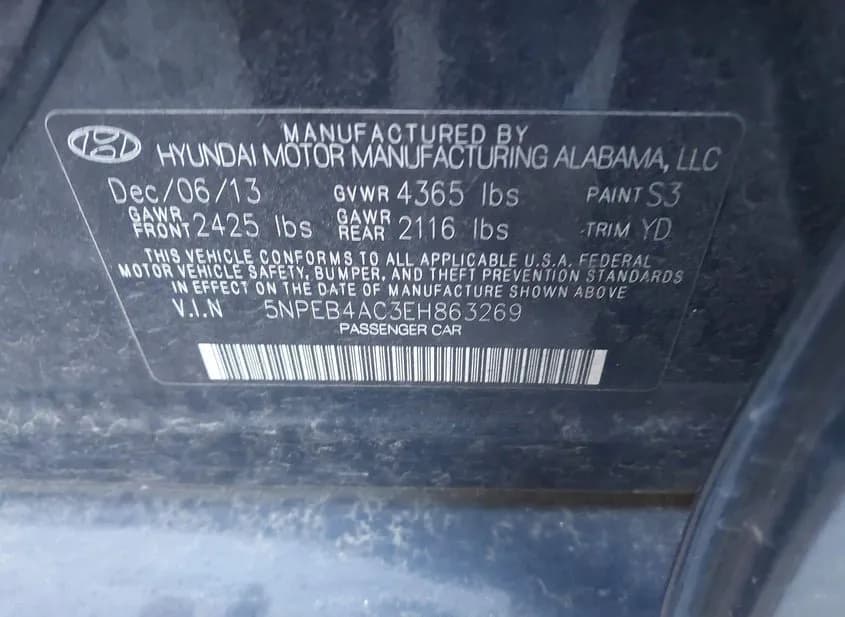 MANUFACTURED BY
HYUNDAI MOTOR MANUFACTURING ALABAMA, LLC
Dec/06/13 GVWR 4365 lbs PAINT S3
GAWR FRONT 2425 lbs GAWR REAR 2116 lbs TRIM YD
THIS VEHICLE CONFORMS TO ALL APPLICABLE U.S.A. FEDERAL
MOTOR VEHICLE SAFETY, BUMPER, AND THEFT PREVENTION STANDARDS
IN EFFECT ON THE DATE OF MANUFACTURE SHOWN ABOVE
V.I.N 5NPEB4AC3EH863269
PASSENGER CAR